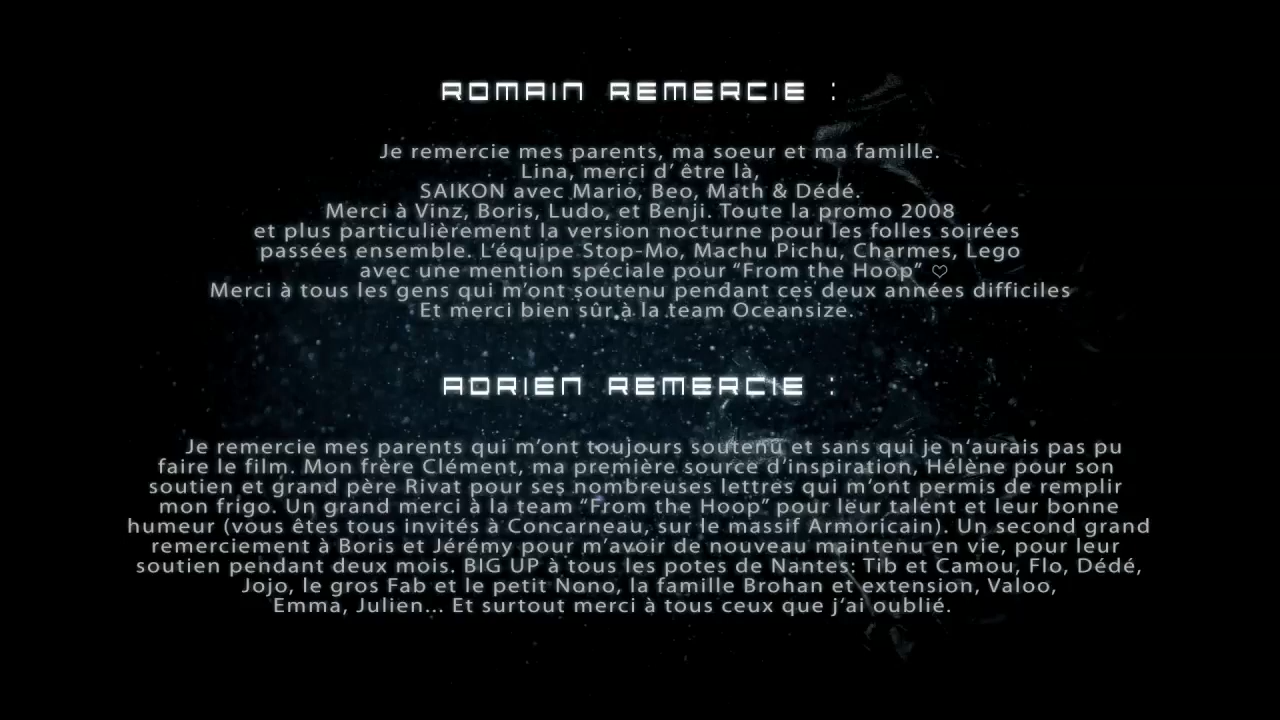 ROMAIN REMERCIE :
Je remercie mes parents, ma soeur et ma famille.
Lina, merci d' être là,
SAIKON avec Mario, Beo, Math & Dédé.
Merci à Vinz, Boris, Ludo, et Benji. Toute la promo 2008
et plus particulièrement la version nocturne pour les folles soirées
passées ensemble. L'équipe Stop-Mo, Machu Pichu, Charmes, Lego
avec une mention spéciale pour "From the Hoop" ♡
Merci à tous les gens qui m'ont soutenu pendant ces deux années difficiles
Et merci bien sûr à la team Oceansize.
ADRIEN REMERCIE :
Je remercie mes parents qui m'ont toujours soutenu et sans qui je n'aurais pas pu
faire le film. Mon frère Clément, ma première source d'inspiration, Hélène pour son
soutien et grand père Rivat pour ses nombreuses lettres qui m'ont permis de remplir
mon frigo. Un grand merci à la team "From the Hoop" pour leur talent et leur bonne
humeur (vous êtes tous invités à Concarneau, sur le massif Armoricain). Un second grand
remerciement à Boris et Jérémy pour m'avoir de nouveau maintenu en vie, pour leur
soutien pendant deux mois. BIG UP à tous les potes de Nantes: Tib et Camou, Flo, Dédé,
Jojo, le gros Fab et le petit Nono, la famille Brohan et extension, Valoo,
Emma, Julien... Et surtout merci à tous ceux que j'ai oublié.